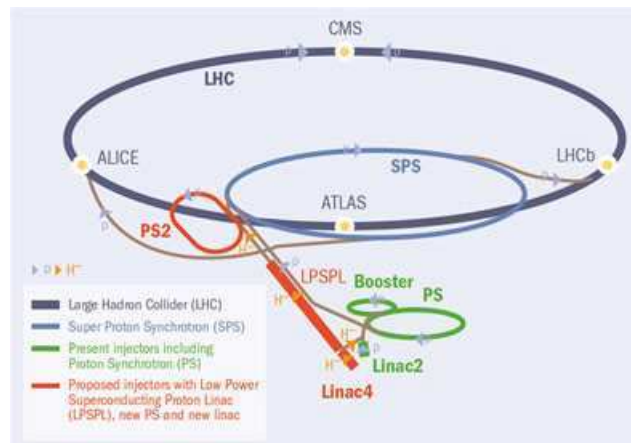 CMS
p
p
LHC
ALICE
LHCb
SPS
p
ATLAS
PS2
p
H⁻
p
LPSPL
p H⁻
Booster
PS
H⁻
Large Hadron Collider (LHC)
Super Proton Synchrotron (SPS)
H⁻
p
Present injectors including
Proton Synchrotron (PS)
H⁻
Linac2
Proposed injectors with Low Power
Superconducting Proton Linac
(LPSPL), new PS and new linac
Linac4